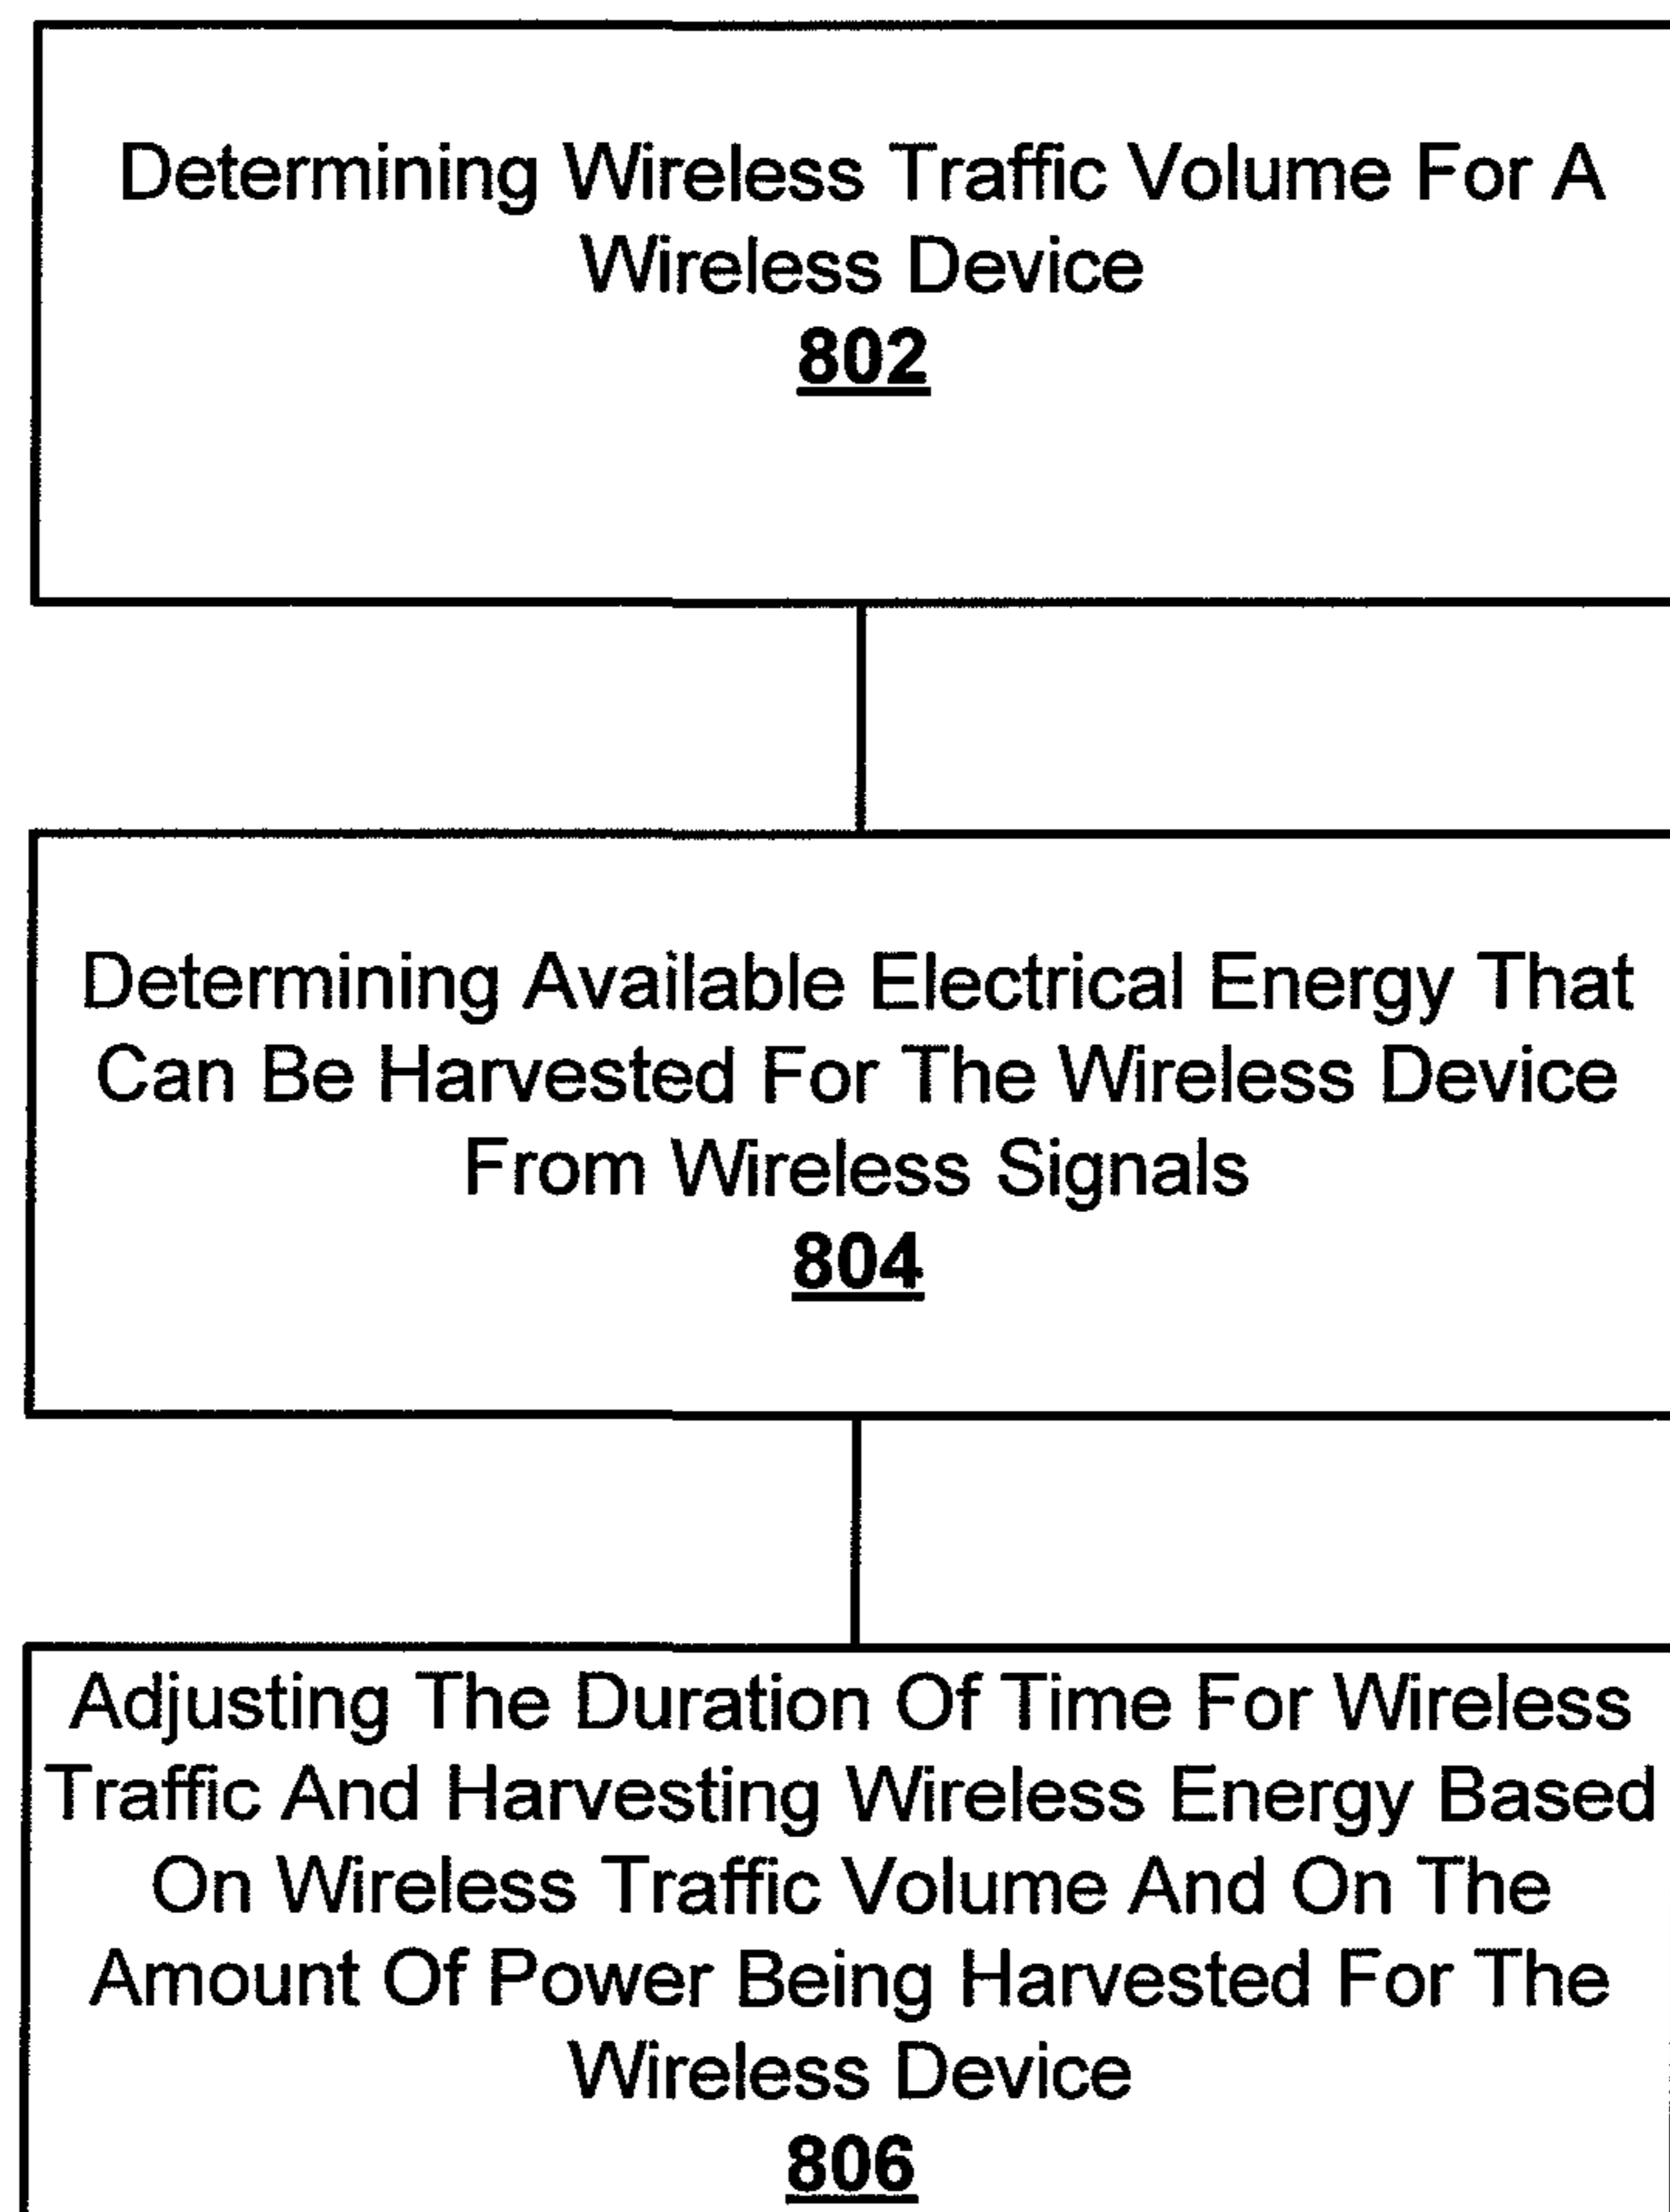 Determining Wireless Traffic Volume For A
Wireless Device
802
Determining Available Electrical Energy That
Can Be Harvested For The Wireless Device
From Wireless Signals
804
Adjusting The Duration Of Time For Wireless
Traffic And Harvesting Wireless Energy Based
On Wireless Traffic Volume And On The
Amount Of Power Being Harvested For The
Wireless Device
806